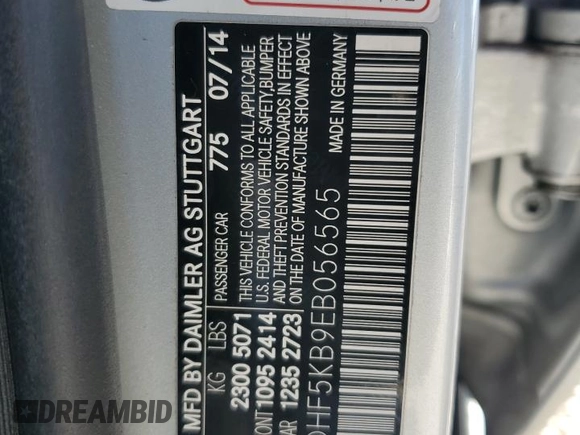 MFD BY DAIMLER AG STUTTGART
KG LBS PASSENGER CAR 775 07/14
2300 5071 THIS VEHICLE CONFORMS TO ALL APPLICABLE
1095 2414 U.S. FEDERAL MOTOR VEHICLE SAFETY,BUMPER
1235 2723 AND THEFT PREVENTION STANDARDS IN EFFECT
ON THE DATE OF MANUFACTURE SHOWN ABOVE
HF5KB9EB056565 MADE IN GERMANY
DREAMBID